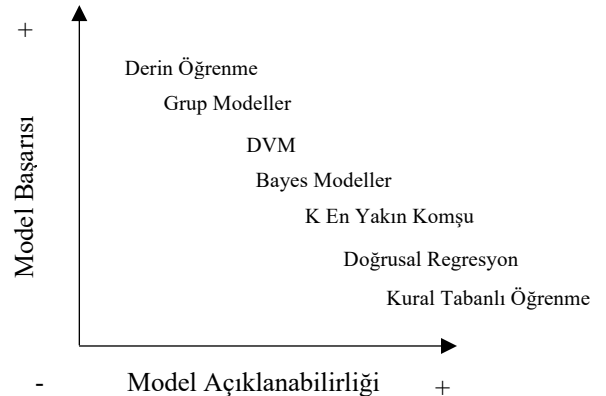 +
Derin Öğrenme
Grup Modeller
DVM
Bayes Modeller
K En Yakın Komşu
Doğrusal Regresyon
Kural Tabanlı Öğrenme
Model Başarısı
- Model Açıklanabilirliği +